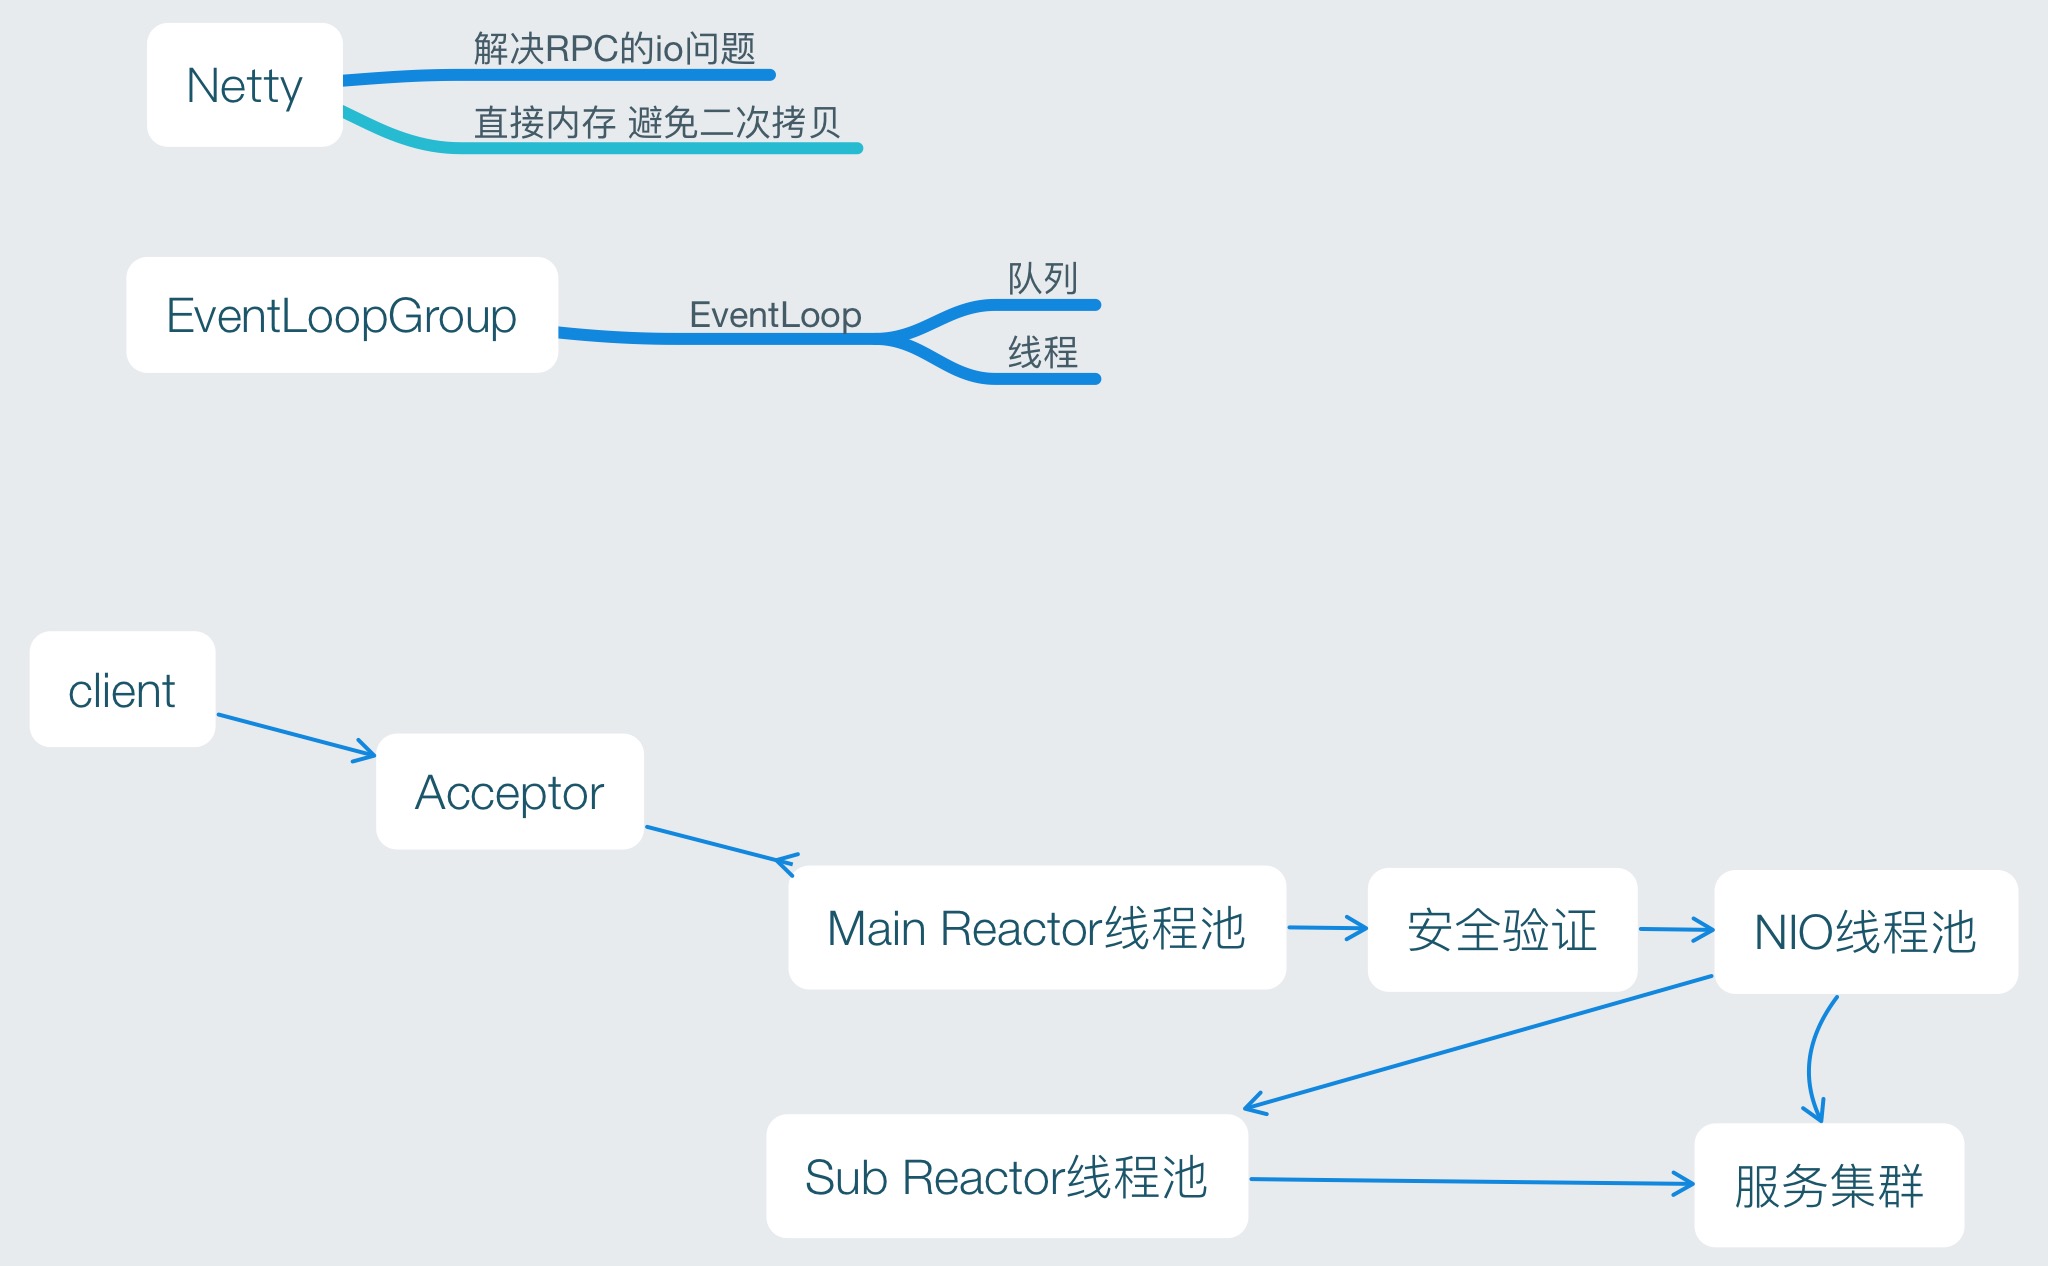 Netty
解决RPC的io问题
直接内存 避免二次拷贝
EventLoopGroup
EventLoop
队列
线程
client
Acceptor
Main Reactor线程池
安全验证
NIO线程池
Sub Reactor线程池
服务集群